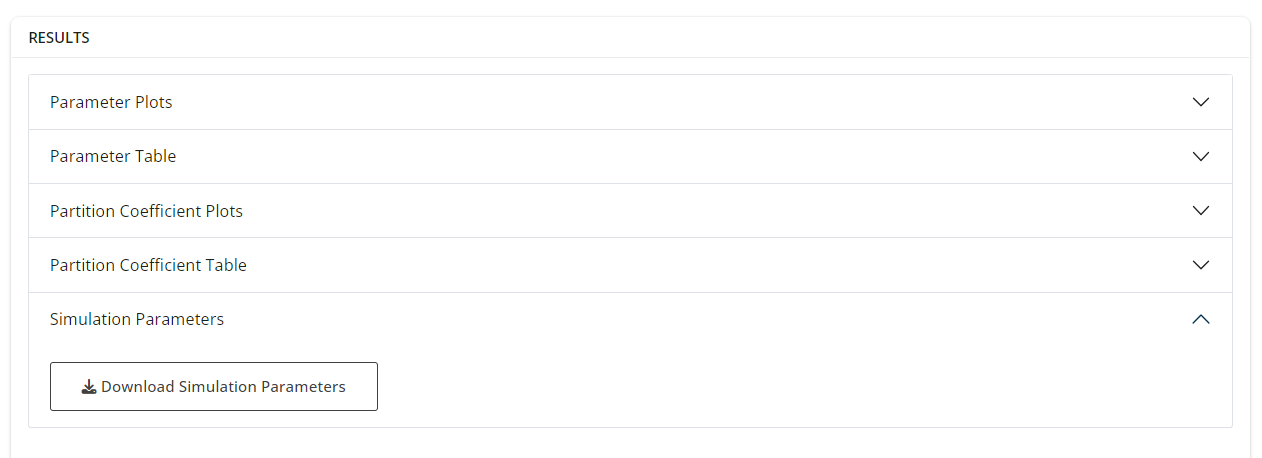 RESULTS
Parameter Plots
Parameter Table
Partition Coefficient Plots
Partition Coefficient Table
Simulation Parameters
Download Simulation Parameters